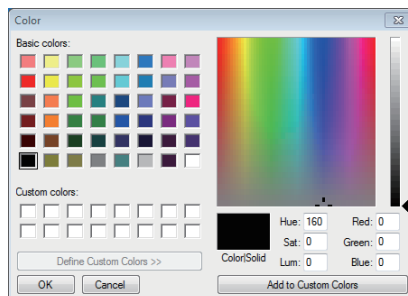 Color
Basic colors:
Custom colors:
Define Custom Colors >>
OK Cancel
Hue: 160 Red: 0
Sat: 0 Green: 0
Color|Solid Lum: 0 Blue: 0
Add to Custom Colors